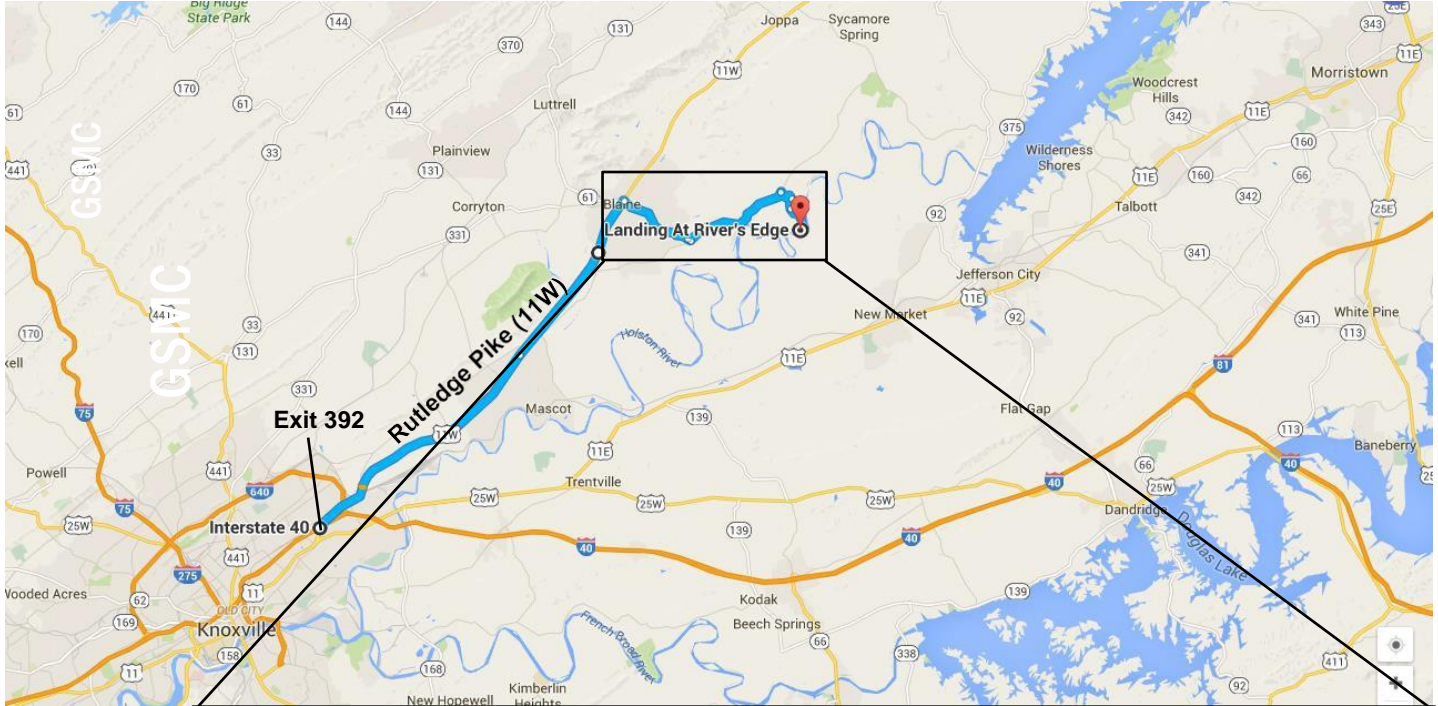 Big Ridge
State Park
144
131
Joppa
Sycamore
Spring
25E
343
11E
370
11W
Morristown
170
61
61
144
Luttrell
Woodcrest
Hills
342
11E
GSMC
33
Plainview
375
Wilderness
Shores
160
441
131
11E
160
66
342
Corryton
61
Blaine
Talbott
25E
331
Landing At River's Edge
92
341
Jefferson City
GSMC
441
11E
White Pine
170
33
Rutledge Pike (11W)
New Market
92
341
113
131
Holston River
11E
81
331
75
Exit 392
Mascot
139
Flat Gap
11W
113
Baneberry
441
11E
66
40
Powell
640
Trentville
40
25W
75
25W
25W
25W
25W
Dandridge
Interstate 40
Douglas Lake
139
40
441
40
275
11
Wooded Acres
62
OLD CITY
139
Kodak
169
Knoxville
Beech Springs
French Broad River
66
158
338
411
11
168
92
New Hopewell
Kimberlin
Heights